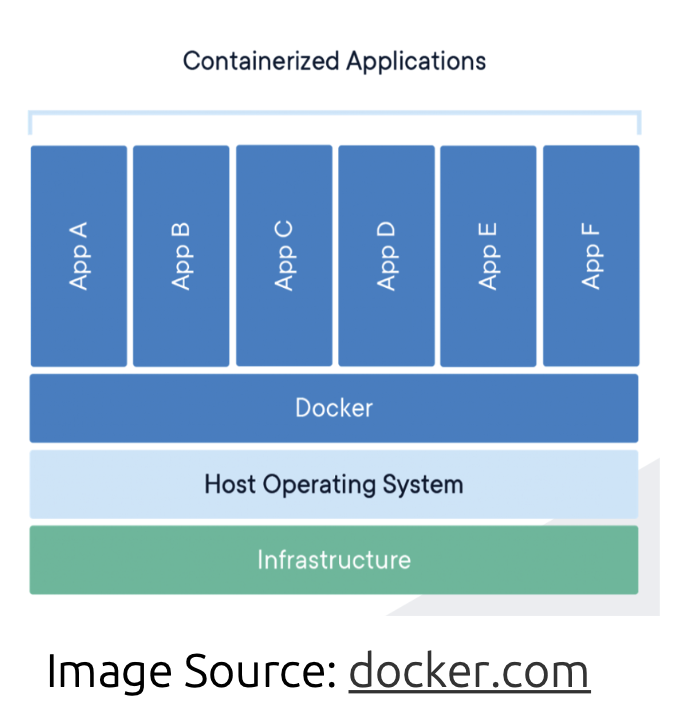 Containerized Applications
App A
App B
App C
App D
App E
App F
Docker
Host Operating System
Infrastructure
Image Source: docker.com